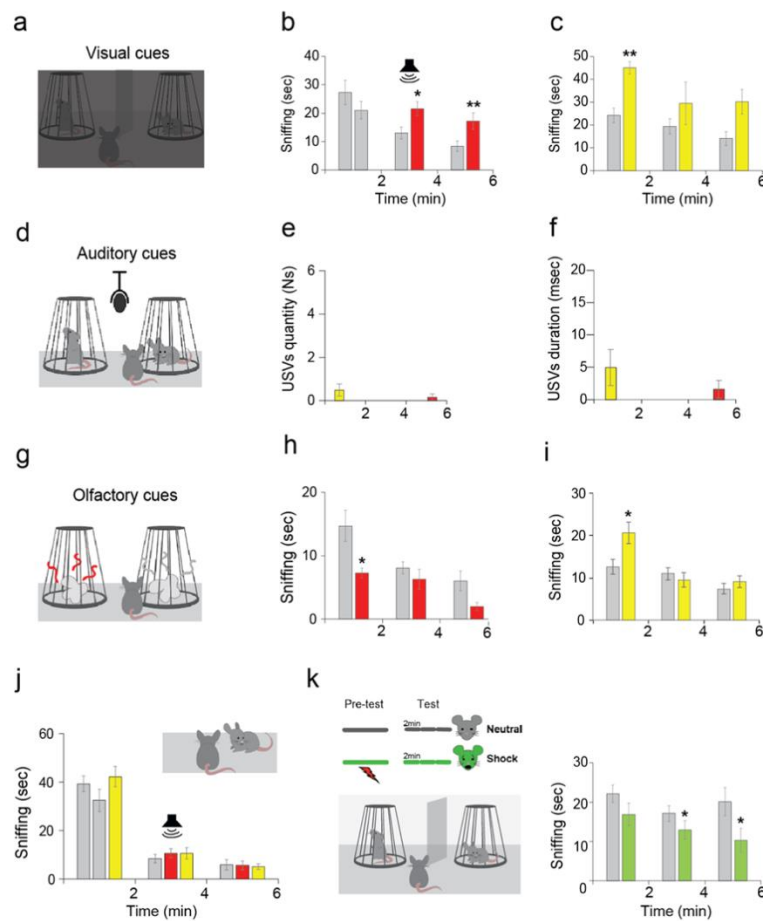 a
Visual cues
b
Sniffing (sec)
40
30
20
10
0
*
**
2 4 6
Time (min)
c
Sniffing (sec)
50
40
30
20
10
0
**
2 4 6
Time (min)
d
Auditory cues
e
USVs quantity (Ns)
6
4
2
0
2 4 6
f
USVs duration (msec)
20
15
10
5
0
2 4 6
g
Olfactory cues
h
Sniffing (sec)
20
10
0
*
2 4 6
i
Sniffing (sec)
30
20
10
0
*
2 4 6
j
Sniffing (sec)
60
40
20
0
2 4 6
Time (min)
k
Pre-test Test
2min Neutral
2min Shock
Sniffing (sec)
30
20
10
0
* *
2 4 6
Time (min)